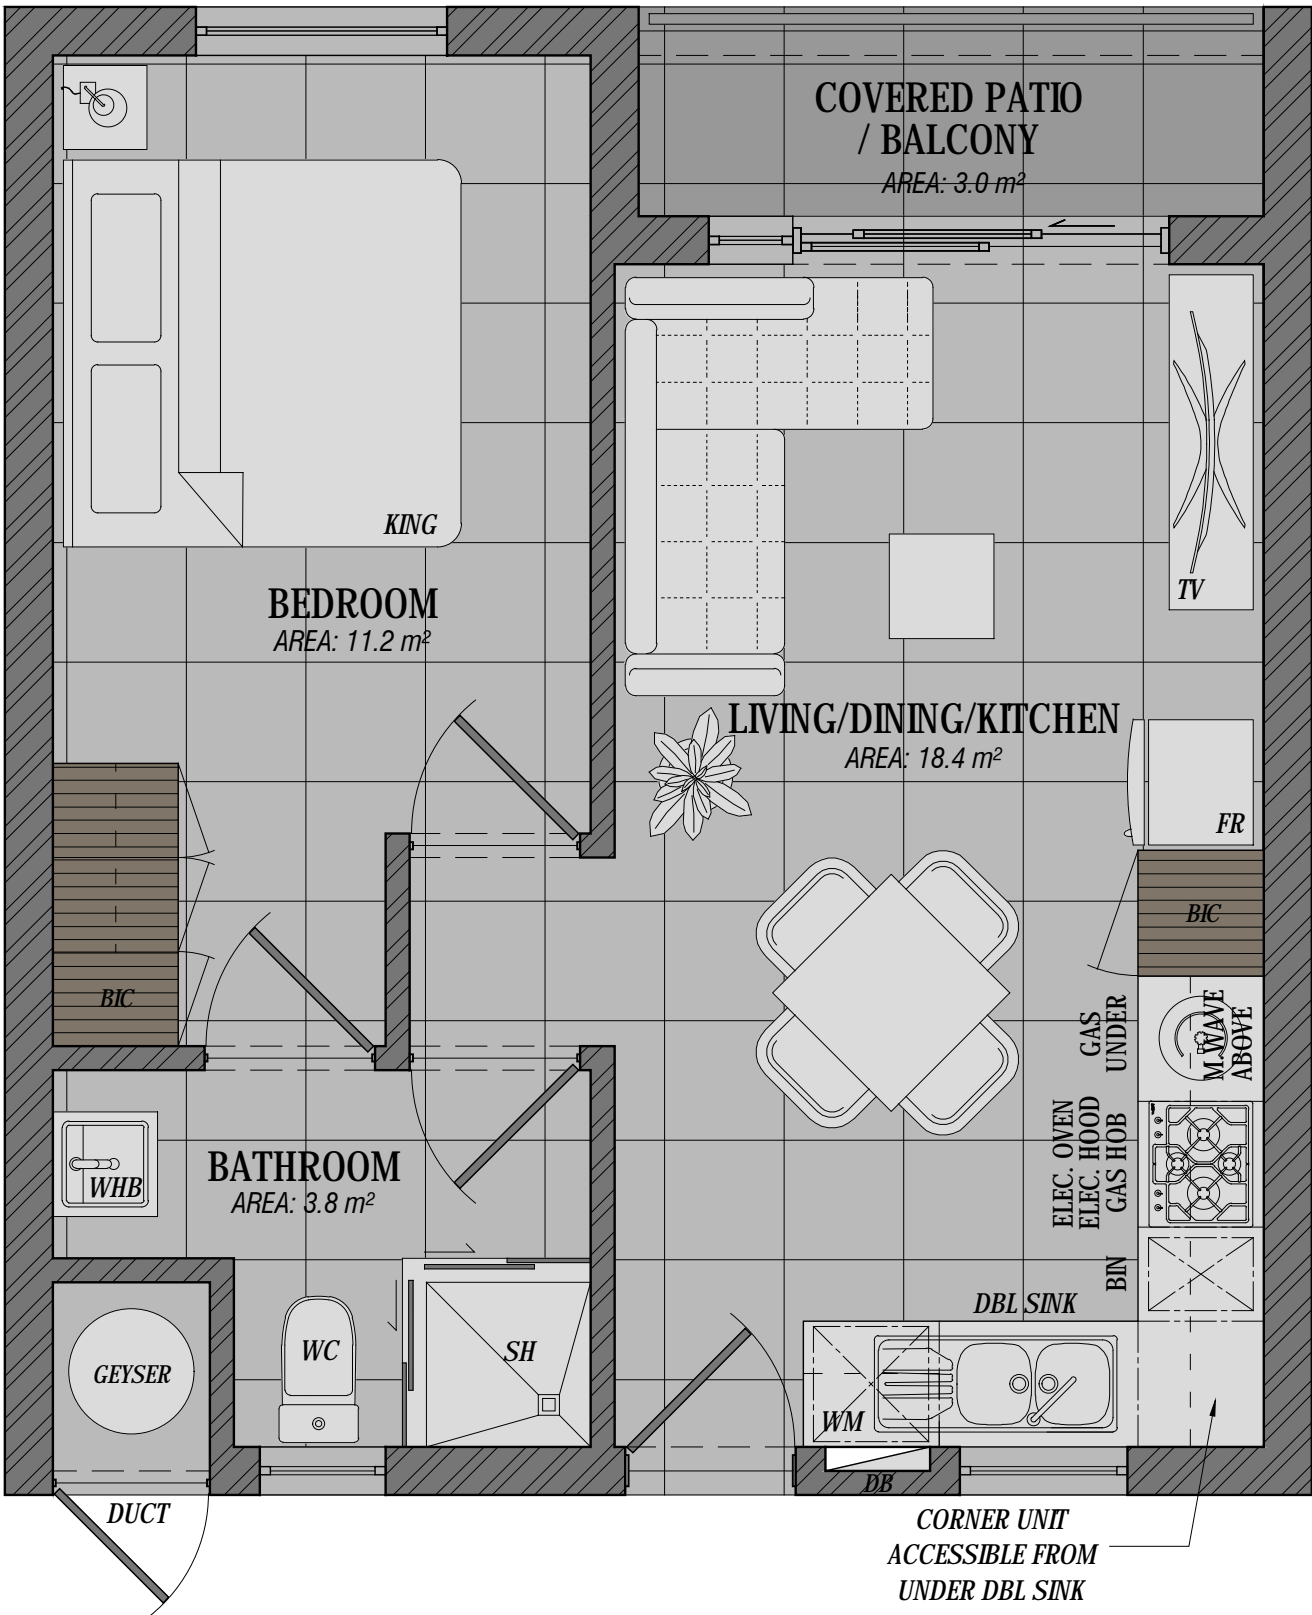 COVERED PATIO
/ BALCONY
AREA: 3.0 m²
KING
BEDROOM
AREA: 11.2 m²
TV
LIVING/DINING/KITCHEN
AREA: 18.4 m²
FR
BIC
BIC
GAS
UNDER
M.WAVE
ABOVE
ELEC. OVEN
ELEC. HOOD
GAS HOB
BIN
WHB
BATHROOM
AREA: 3.8 m²
DBL SINK
GEYSER
WC
SH
WM
DB
DUCT
CORNER UNIT
ACCESSIBLE FROM
UNDER DBL SINK